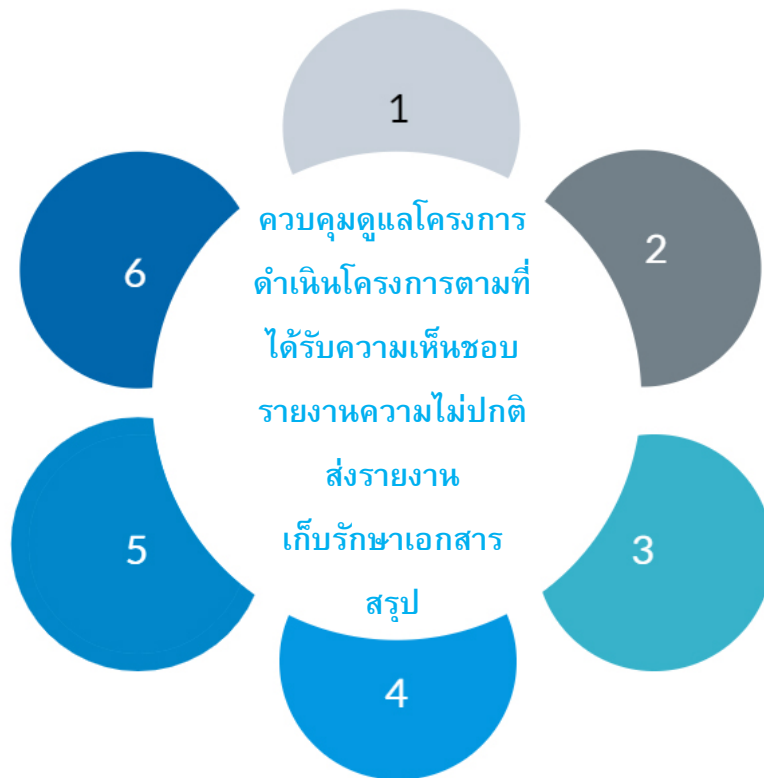 1
2
3
4
5
6
ควบคุมดูแลโครงการ
ดำเนินโครงการตามที่
ได้รับความเห็นชอบ
รายงานความไม่ปกติ
ส่งรายงาน
เก็บรักษาเอกสาร
สรุป